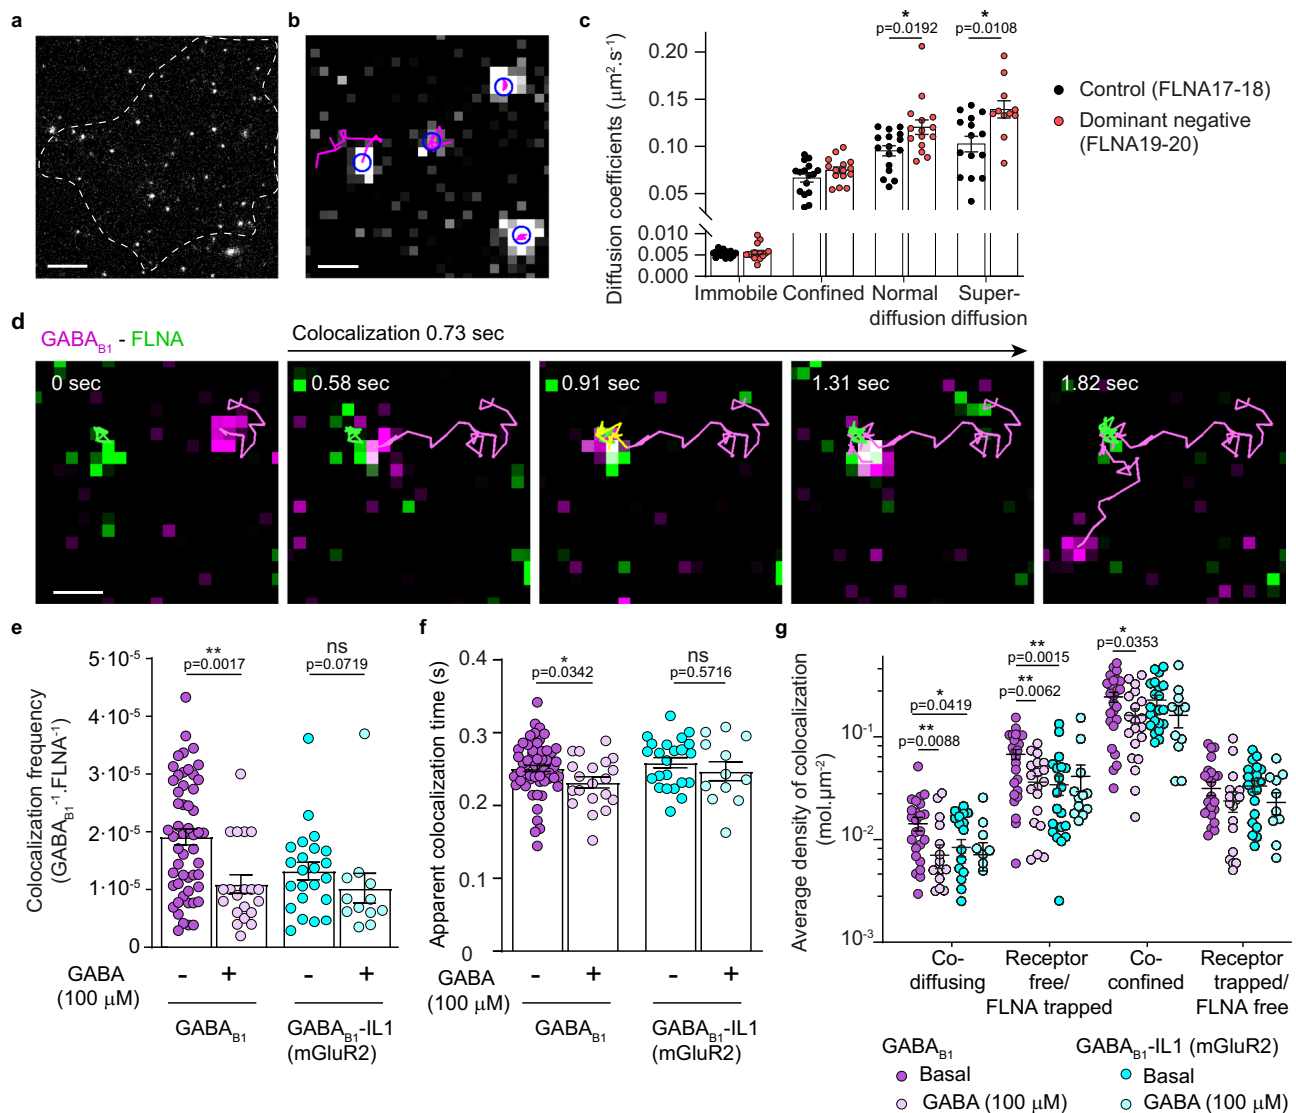 a
b
c
*
p=0.0192
*
p=0.0108
Diffusion coefficients (µm².s⁻¹)
0.20
0.15
0.10
0.05
0.010
0.005
0.000
Immobile
Confined
Normal
diffusion
Super-
diffusion
Control (FLNA17-18)
Dominant negative
(FLNA19-20)
d
GABA_B1 - FLNA
Colocalization 0.73 sec
0 sec
0.58 sec
0.91 sec
1.31 sec
1.82 sec
e
Colocalization frequency
(GABA_B1⁻¹.FLNA⁻¹)
5·10⁻⁵
4·10⁻⁵
3·10⁻⁵
2·10⁻⁵
1·10⁻⁵
0
**
p=0.0017
ns
p=0.0719
GABA
(100 µM)
- + - +
GABA_B1
GABA_B1-IL1
(mGluR2)
f
Apparent colocalization time (s)
0.4
0.3
0.2
0.1
0
*
p=0.0342
ns
p=0.5716
GABA
(100 µM)
- + - +
GABA_B1
GABA_B1-IL1
(mGluR2)
g
Average density of colocalization
(mol.µm⁻²)
10⁻¹
10⁻²
10⁻³
*
p=0.0419
**
p=0.0088
**
p=0.0015
**
p=0.0062
*
p=0.0353
Co-
diffusing
Receptor
free/
FLNA trapped
Co-
confined
Receptor
trapped/
FLNA free
GABA_B1
Basal
GABA (100 µM)
GABA_B1-IL1 (mGluR2)
Basal
GABA (100 µM)